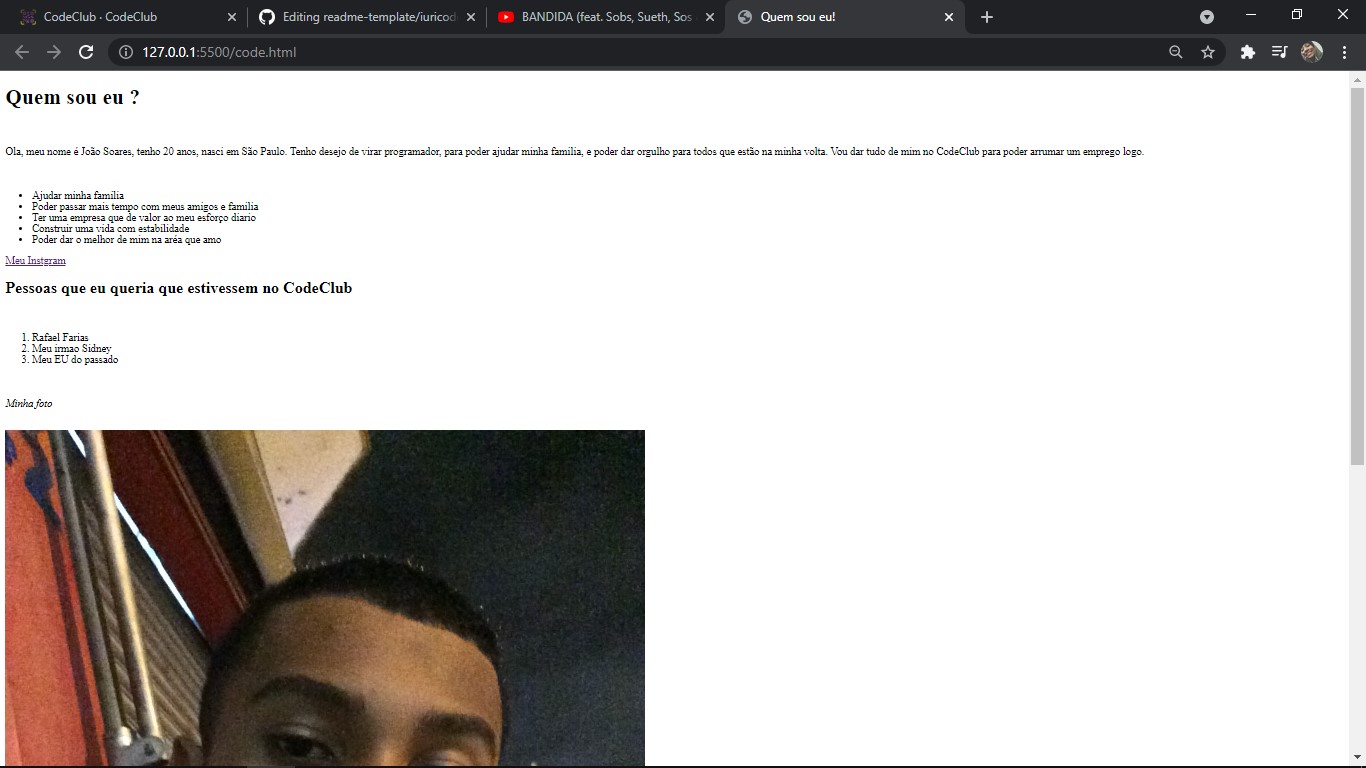 CodeClub · CodeClub
Editing readme-template/iuricod
BANDIDA (feat. Sobs, Sueth, Sos
Quem sou eu!
127.0.0.1:5500/code.html
Quem sou eu ?
Ola, meu nome é João Soares, tenho 20 anos, nasci em São Paulo. Tenho desejo de virar programador, para poder ajudar minha familia, e poder dar orgulho para todos que estão na minha volta. Vou dar tudo de mim no CodeClub para poder arrumar um emprego logo.
Ajudar minha familia
Poder passar mais tempo com meus amigos e familia
Ter uma empresa que de valor ao meu esforço diario
Construir uma vida com estabilidade
Poder dar o melhor de mim na aréa que amo
Meu Instgram
Pessoas que eu queria que estivessem no CodeClub
1. Rafael Farias
2. Meu irmao Sidney
3. Meu EU do passado
Minha foto